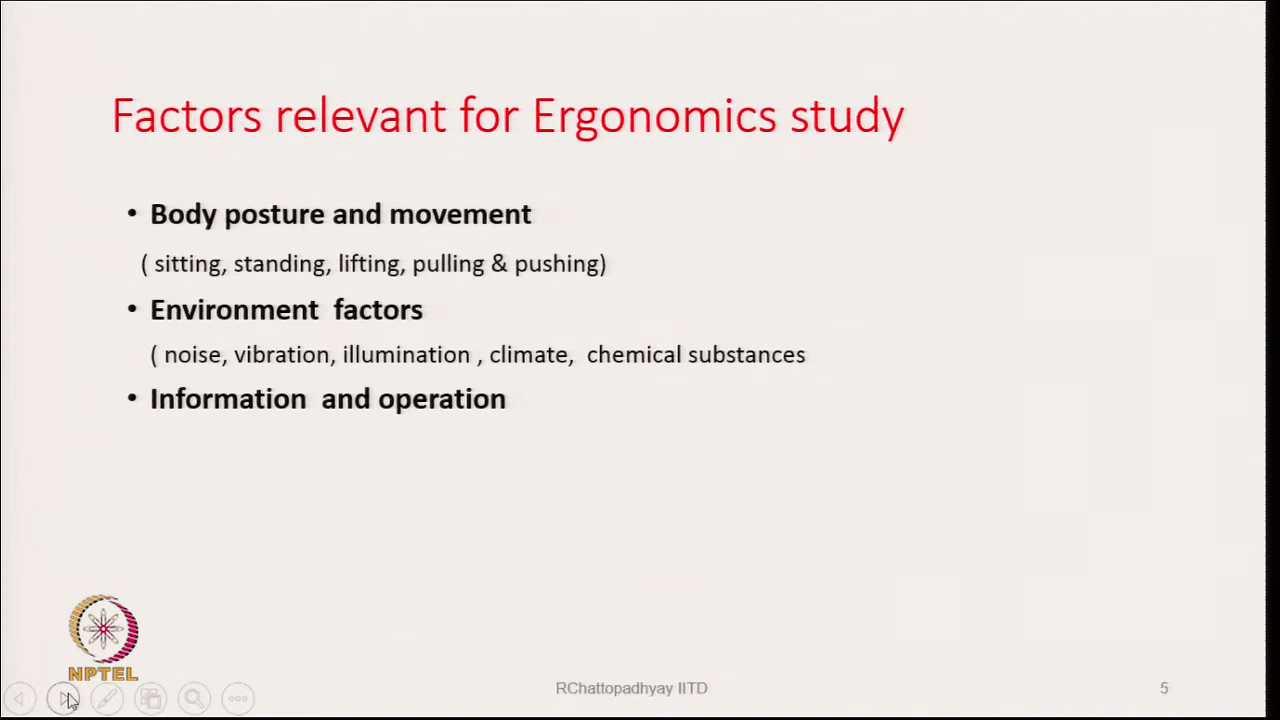 Factors relevant for Ergonomics study
• Body posture and movement
( sitting, standing, lifting, pulling & pushing)
• Environment factors
( noise, vibration, illumination , climate, chemical substances
• Information and operation
NPTEL
RChattopadhyay IITD
5